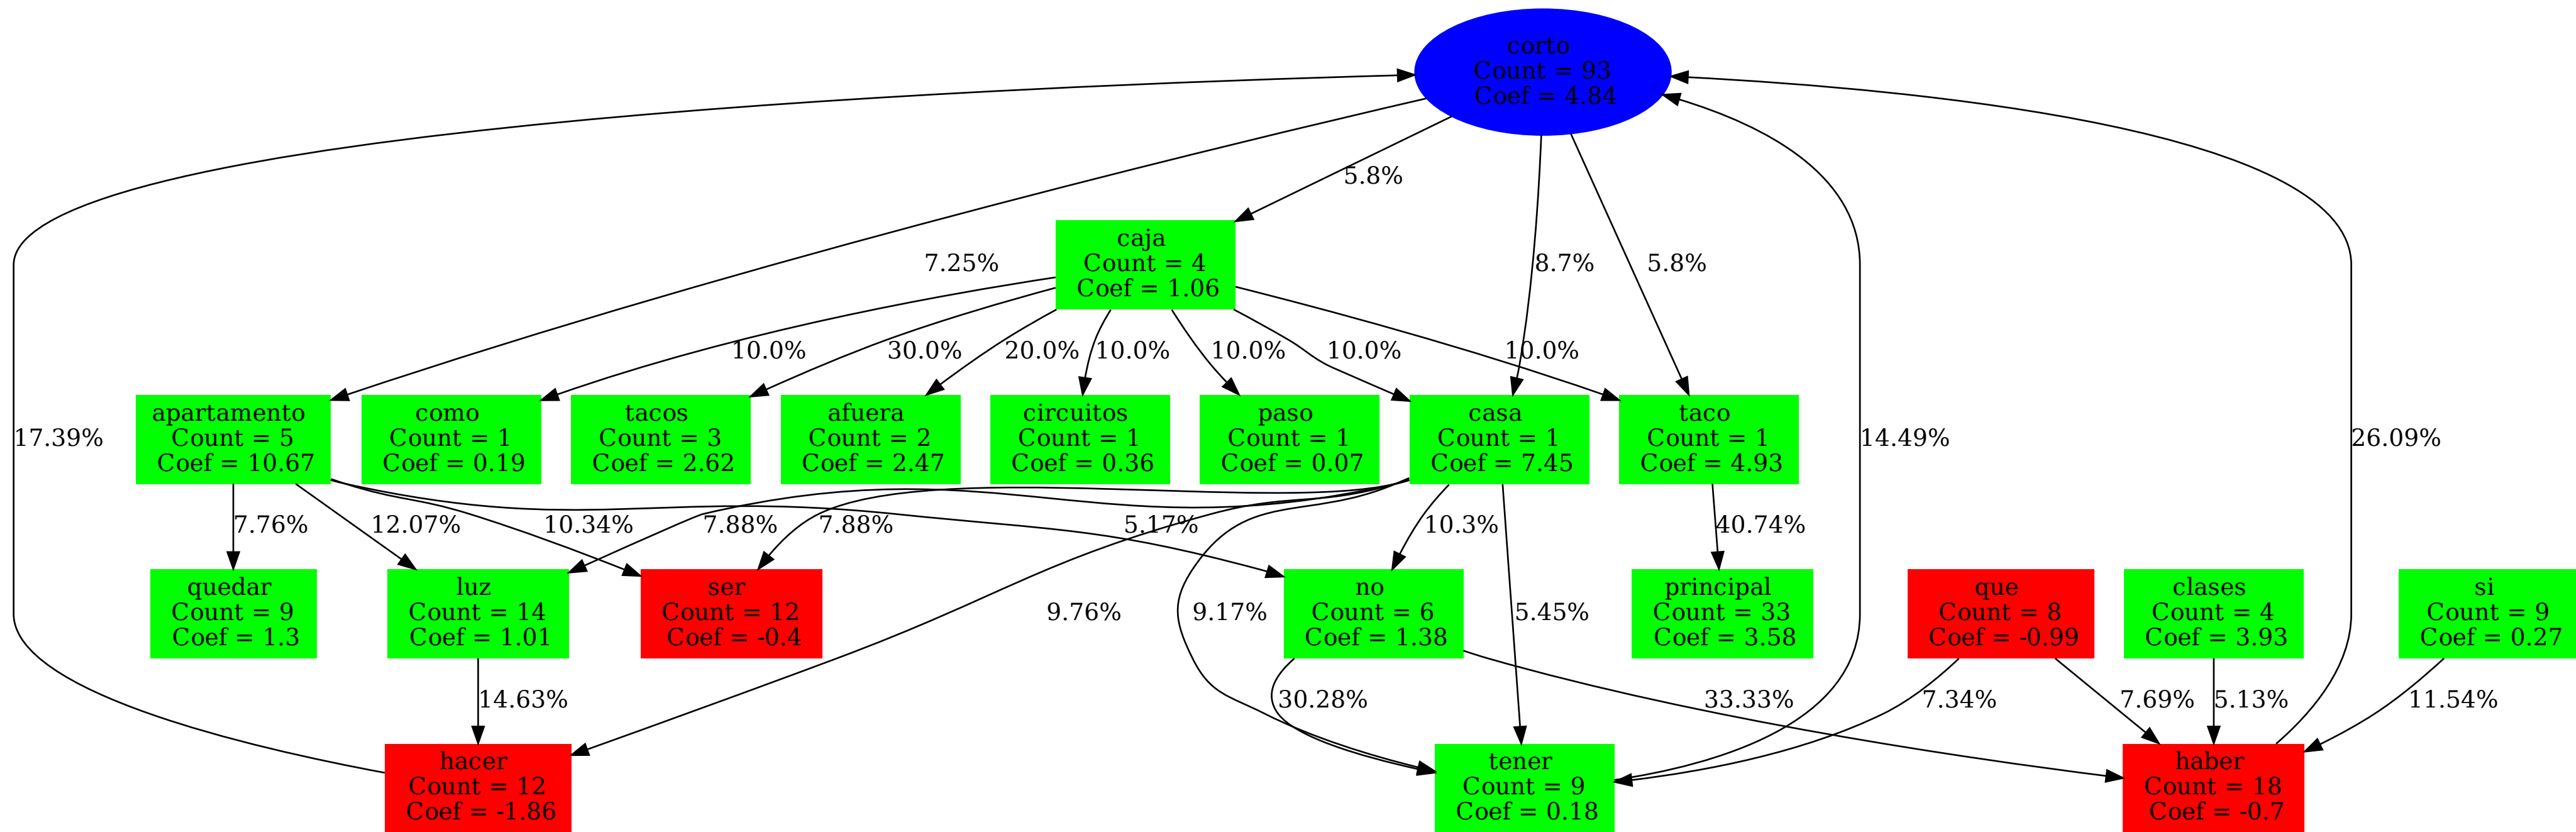 corto
Count = 93
Coef = 4.84
5.8%
caja
Count = 4
Coef = 1.06
7.25%
8.7%
5.8%
10.0%
30.0%
20.0%
10.0%
10.0%
10.0%
10.0%
apartamento
Count = 5
Coef = 10.67
como
Count = 1
Coef = 0.19
tacos
Count = 3
Coef = 2.62
afuera
Count = 2
Coef = 2.47
circuitos
Count = 1
Coef = 0.36
paso
Count = 1
Coef = 0.07
casa
Count = 1
Coef = 7.45
taco
Count = 1
Coef = 4.93
17.39%
14.49%
26.09%
7.76%
12.07%
10.34%
7.88%
7.88%
5.17%
10.3%
40.74%
quedar
Count = 9
Coef = 1.3
luz
Count = 14
Coef = 1.01
ser
Count = 12
Coef = -0.4
9.76%
9.17%
no
Count = 6
Coef = 1.38
5.45%
principal
Count = 33
Coef = 3.58
que
Count = 8
Coef = -0.99
clases
Count = 4
Coef = 3.93
si
Count = 9
Coef = 0.27
14.63%
30.28%
33.33%
7.34%
7.69%
5.13%
11.54%
hacer
Count = 12
Coef = -1.86
tener
Count = 9
Coef = 0.18
haber
Count = 18
Coef = -0.7